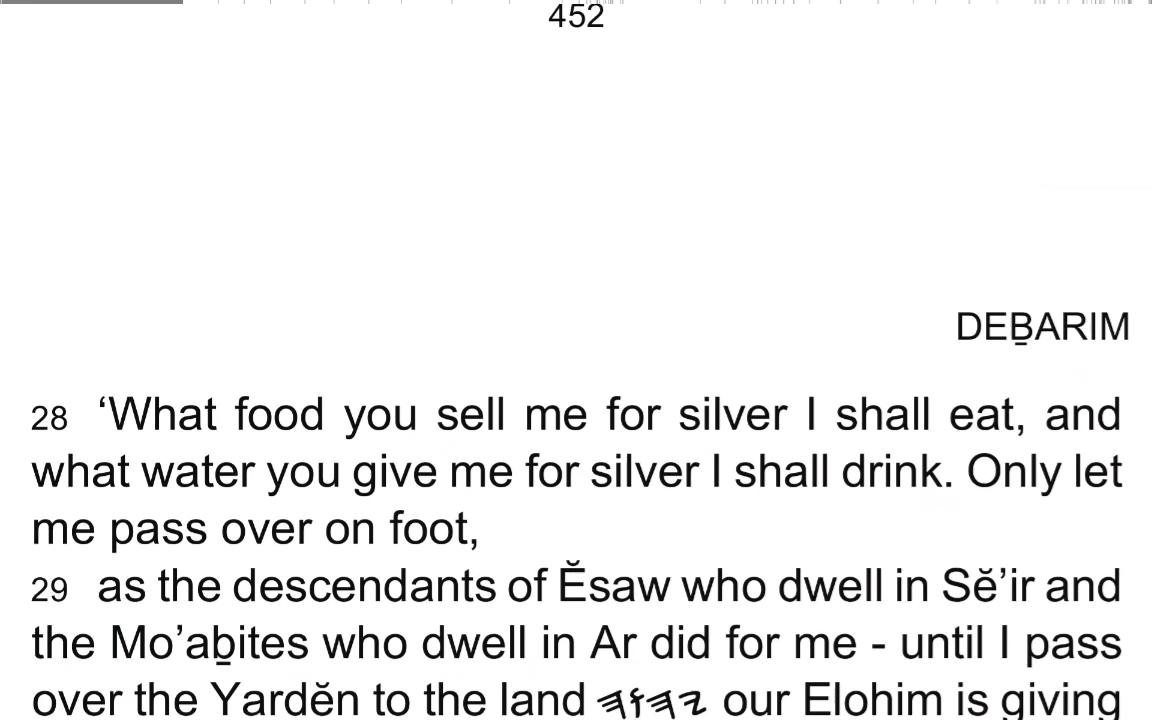 452
DEḆARIM
28 ‘What food you sell me for silver I shall eat, and
what water you give me for silver I shall drink. Only let
me pass over on foot,
29 as the descendants of Ĕsaw who dwell in Sĕ’ir and
the Mo’aḇites who dwell in Ar did for me - until I pass
over the Yardĕn to the land 𐤉𐤄𐤅𐤄 our Elohim is giving